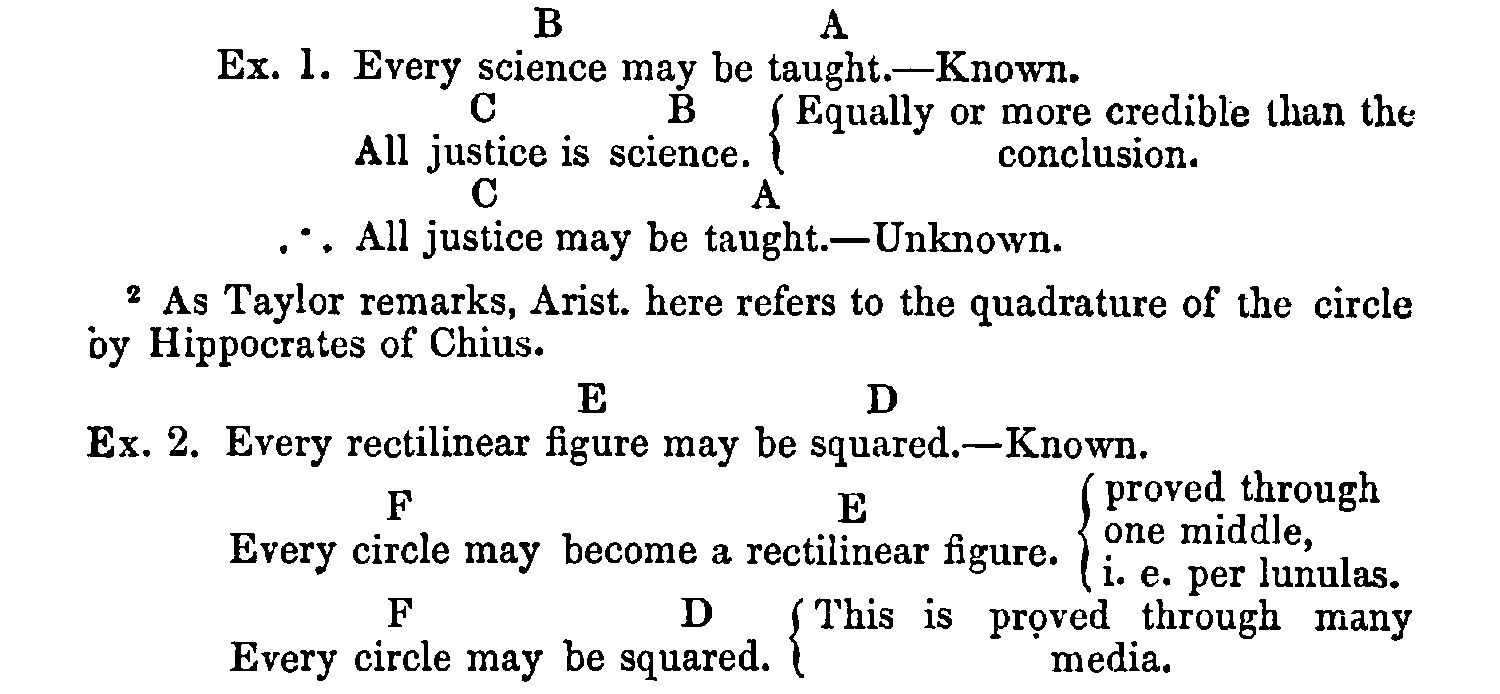 B A
Ex. 1. Every science may be taught.—Known.
C B { Equally or more credible than the
All justice is science. conclusion.
C A
.·. All justice may be taught.—Unknown.
² As Taylor remarks, Arist. here refers to the quadrature of the circle
by Hippocrates of Chius.
E D
Ex. 2. Every rectilinear figure may be squared.—Known.
F E { proved through
one middle,
Every circle may become a rectilinear figure. i. e. per lunulas.
F D { This is proved through many
Every circle may be squared. media.